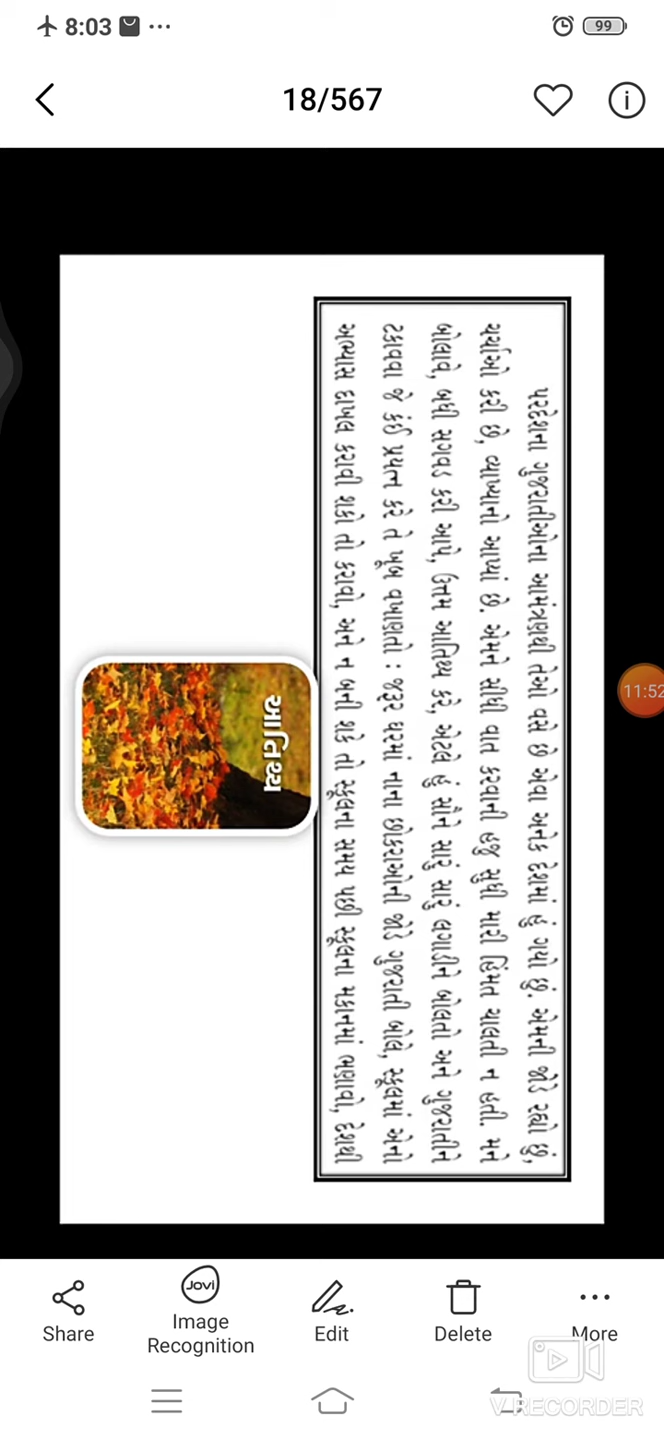 8:03
99
18/567
પરદેશના ગુજરાતીઓના આમંત્રણથી તેઓ વસે છે એવા અનેક દેશમાં હું ગયો છું. એમની જોડે રહ્યો છું,
ચર્ચાઓ કરી છે, વ્યાખ્યાનો આપ્યાં છે. એમને સીધી વાત કરવાની હજુ સુધી મારી હિંમત ચાલતી ન હતી. મને
બોલાવે, બધી સગવડ કરી આપે, ઉત્તમ આતિથ્ય કરે, એટલે હું સૌને સારું સારું લગાડીને બોલતો અને ગુજરાતીને
ટકાવવા જે કંઈ પ્રયત્ન કરે તે ખૂબ વખાણતો : જરૂર ઘરમાં નાના છોકરાઓની જોડે ગુજરાતી બોલે, સ્કૂલમાં એનો
અભ્યાસ દાખલ કરાવી શકો તો કરાવો, અને ન બની શકે તો સ્કૂલના સમય પછી સ્કૂલના મકાનમાં ભણાવો, દેશથી
આતિથ્ય
11:52
Share
Jovi
Image
Recognition
Edit
Delete
More
V RECORDER